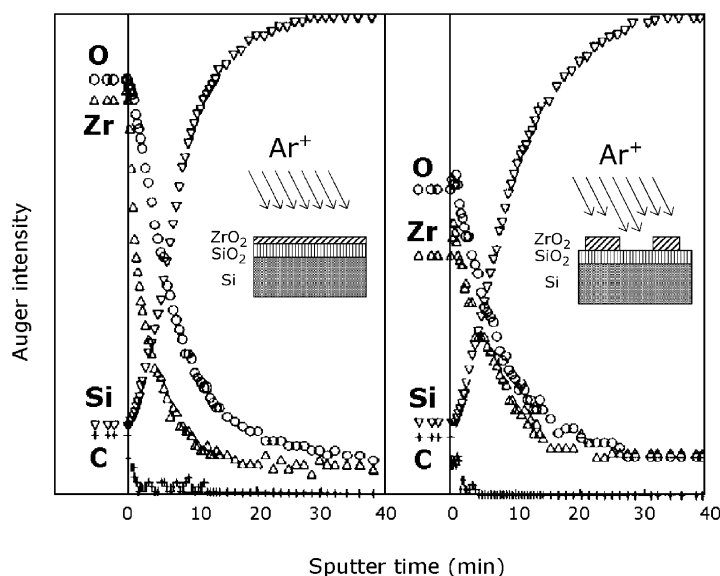 Auger intensity
O
Zr
Si
C
Ar+
ZrO2
SiO2
Si
0 10 20 30 40
O
Zr
Si
C
Ar+
ZrO2
SiO2
Si
0 10 20 30 40
Sputter time (min)